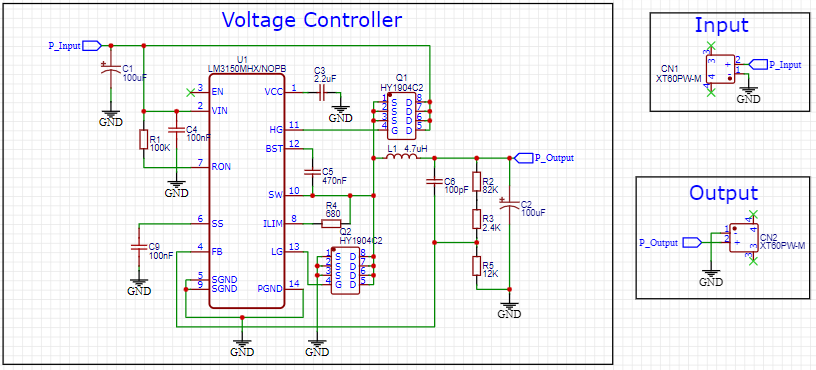 Voltage Controller
P_Input
C1
100uF
GND
R1
100K
C4
100nF
GND
U1
LM3150MHX/NOPB
3 EN
2 VIN
7 RON
6 SS
4 FB
5 SGND
9 SGND
VCC 1
HG 11
BST 12
SW 10
ILIM 8
LG 13
PGND 14
C9
100nF
GND
GND
C3
2.2uF
GND
C5
470nF
R4
680
Q1
HY1904C2
1 S D 8
2 S D 7
3 S D 6
4 G D 5
L1 4.7uH
Q2
HY1904C2
1 S D 8
2 S D 7
3 S D 6
4 G D 5
GND
C6
100pF
R2
82K
R3
2.4K
R5
12K
C2
100uF
GND
P_Output
Input
CN1
XT60PW-M
3
3
4
4
+ 2
- 1
P_Input
GND
Output
P_Output
1 -
2 +
4
4
3
3
CN2
XT60PW-M
GND